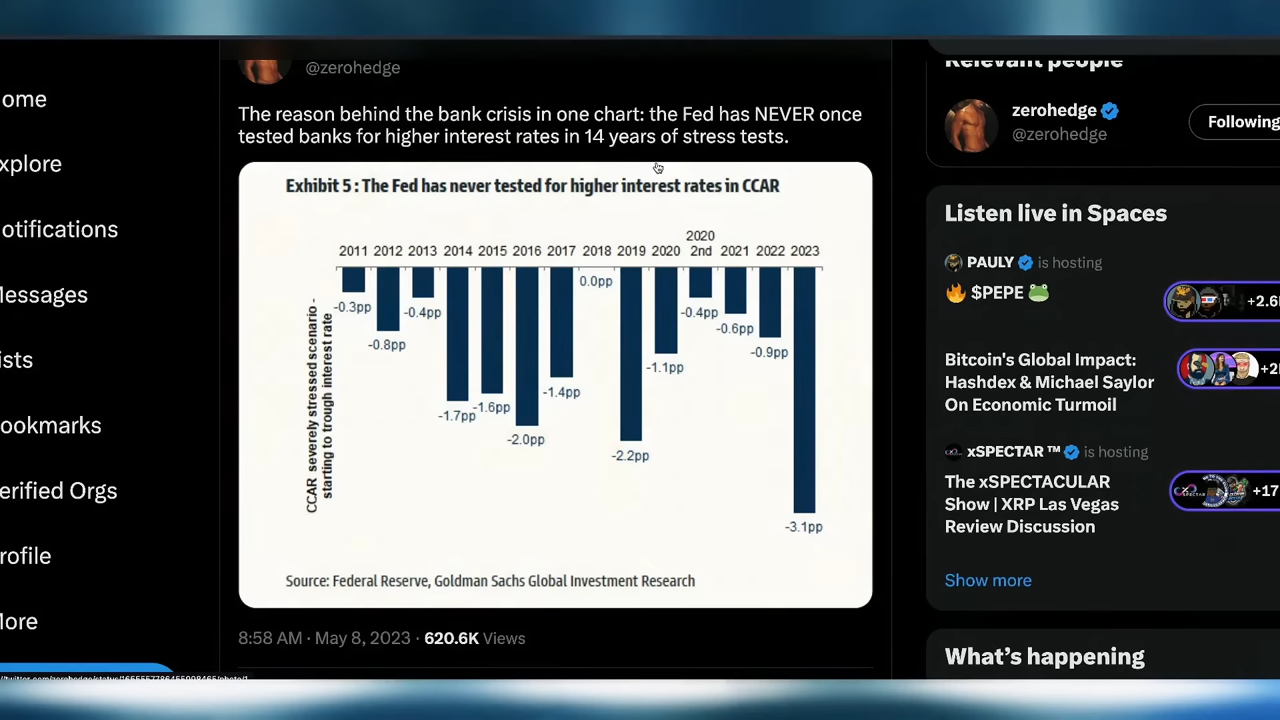 ome
xplore
otifications
essages
ists
ookmarks
erified Orgs
rofile
ore
@zerohedge
The reason behind the bank crisis in one chart: the Fed has NEVER once
tested banks for higher interest rates in 14 years of stress tests.
Exhibit 5 : The Fed has never tested for higher interest rates in CCAR
2011 2012 2013 2014 2015 2016 2017 2018 2019 2020 2020 2nd 2021 2022 2023
-0.3pp
-0.8pp
-0.4pp
-1.7pp
-1.6pp
-2.0pp
-1.4pp
0.0pp
-2.2pp
-1.1pp
-0.4pp
-0.6pp
-0.9pp
-3.1pp
CCAR severely stressed scenario -
starting to trough interest rate
Source: Federal Reserve, Goldman Sachs Global Investment Research
8:58 AM · May 8, 2023 · 620.6K Views
Relevant people
zerohedge
@zerohedge
Following
Listen live in Spaces
PAULY is hosting
🔥 $PEPE 🐸
+2.6
Bitcoin's Global Impact:
Hashdex & Michael Saylor
On Economic Turmoil
+2
xSPECTAR ™ is hosting
The xSPECTACULAR
Show | XRP Las Vegas
Review Discussion
+17
Show more
What's happening